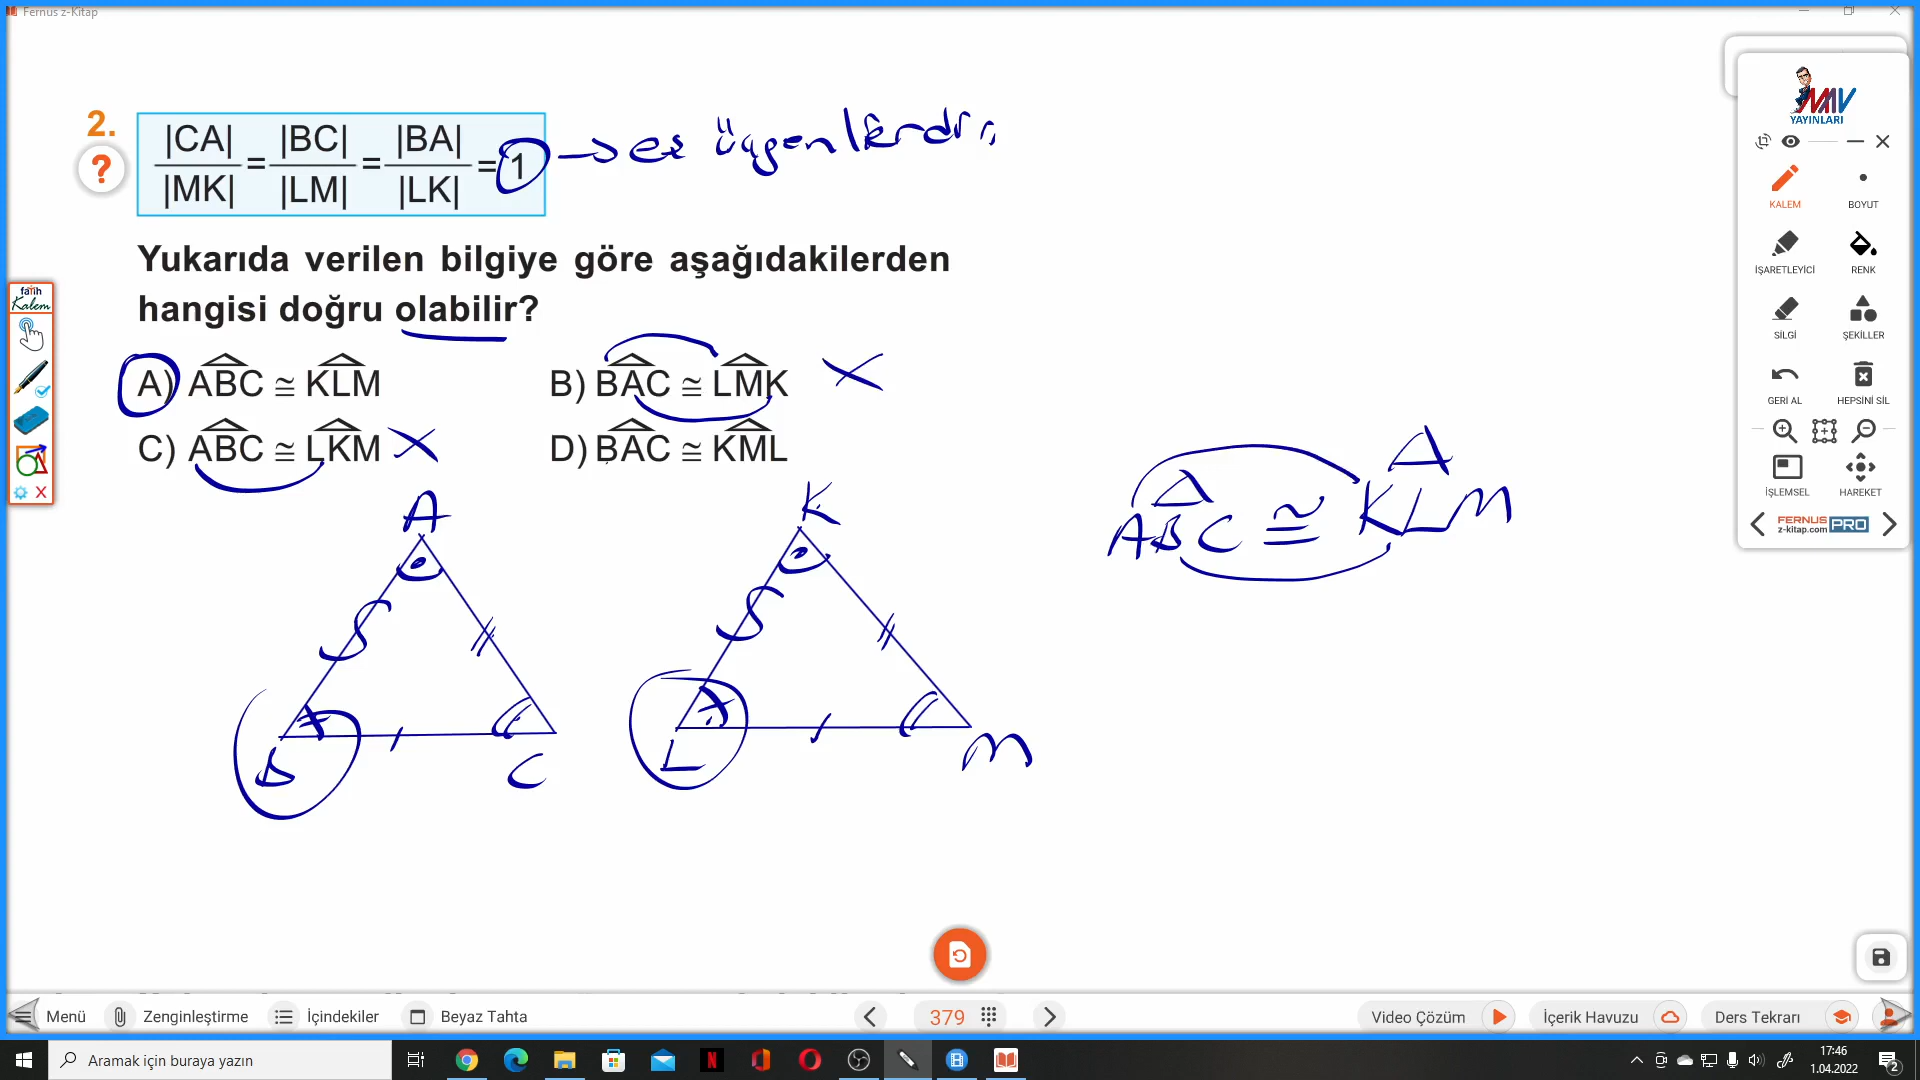 Fernus z-Kitap
2.
?
|CA| / |MK| = |BC| / |LM| = |BA| / |LK| = 1 → eş üçgenlerdir
Yukarıda verilen bilgiye göre aşağıdakilerden
hangisi doğru olabilir?
A) ABC ≅ KLM
B) BAC ≅ LMK
C) ABC ≅ LKM
D) BAC ≅ KML
A
K
B
C
L
M
ABC ≅ KLM
fatih
Kalem
MAV
YAYINLARI
KALEM
BOYUT
İŞARETLEYİCİ
RENK
SİLGİ
ŞEKİLLER
GERİ AL
HEPSİNİ SİL
İŞLEMSEL
HAREKET
FERNUS
z-kitap.com PRO
Menü
Zenginleştirme
İçindekiler
Beyaz Tahta
379
Video Çözüm
İçerik Havuzu
Ders Tekrarı
Aramak için buraya yazın
17:46
1.04.2022
2